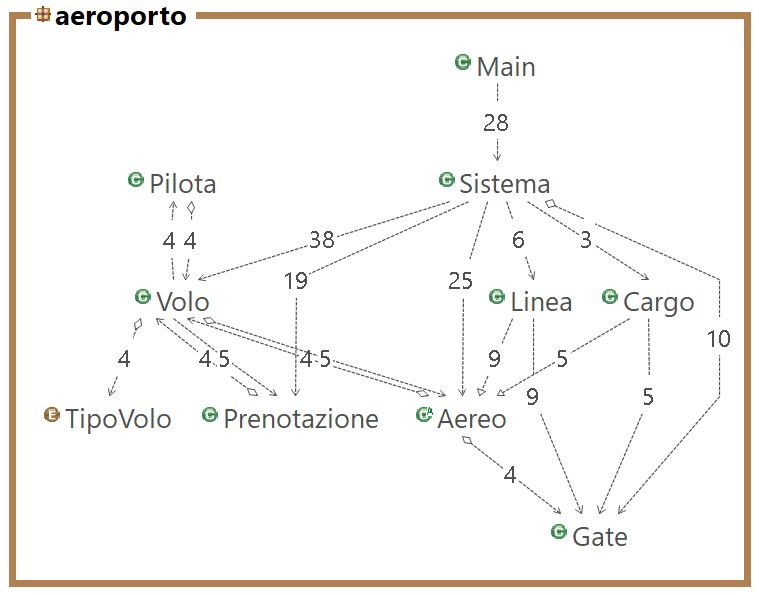 aeroporto
Main
28
Pilota
Sistema
4 4
38
6
3
19
25
Volo
Linea
Cargo
10
4
4 5
4 5
9
5
9
5
E TipoVolo
C Prenotazione
Aereo
4
Gate